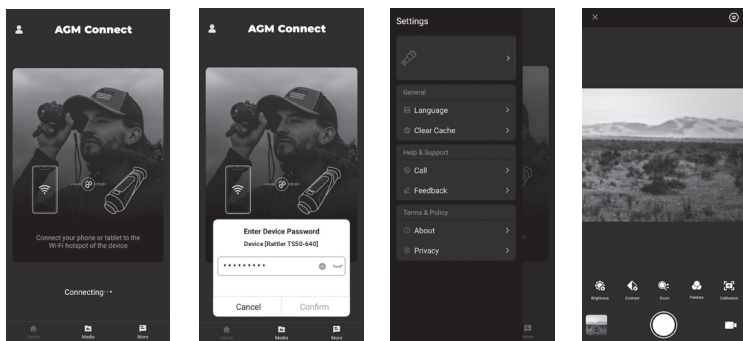 AGM Connect
Connect your phone or tablet to the
Wi-Fi hotspot of the device
Connecting
Home
Media
More
AGM Connect
Enter Device Password
Device [Rattler TS50-640]
Cancel
Confirm
Home
Media
More
Settings
General
Language
Clear Cache
Help & Support
Call
Feedback
Terms & Policy
About
Privacy
More
Brightness
Contrast
Zoom
Palettes
Calibration